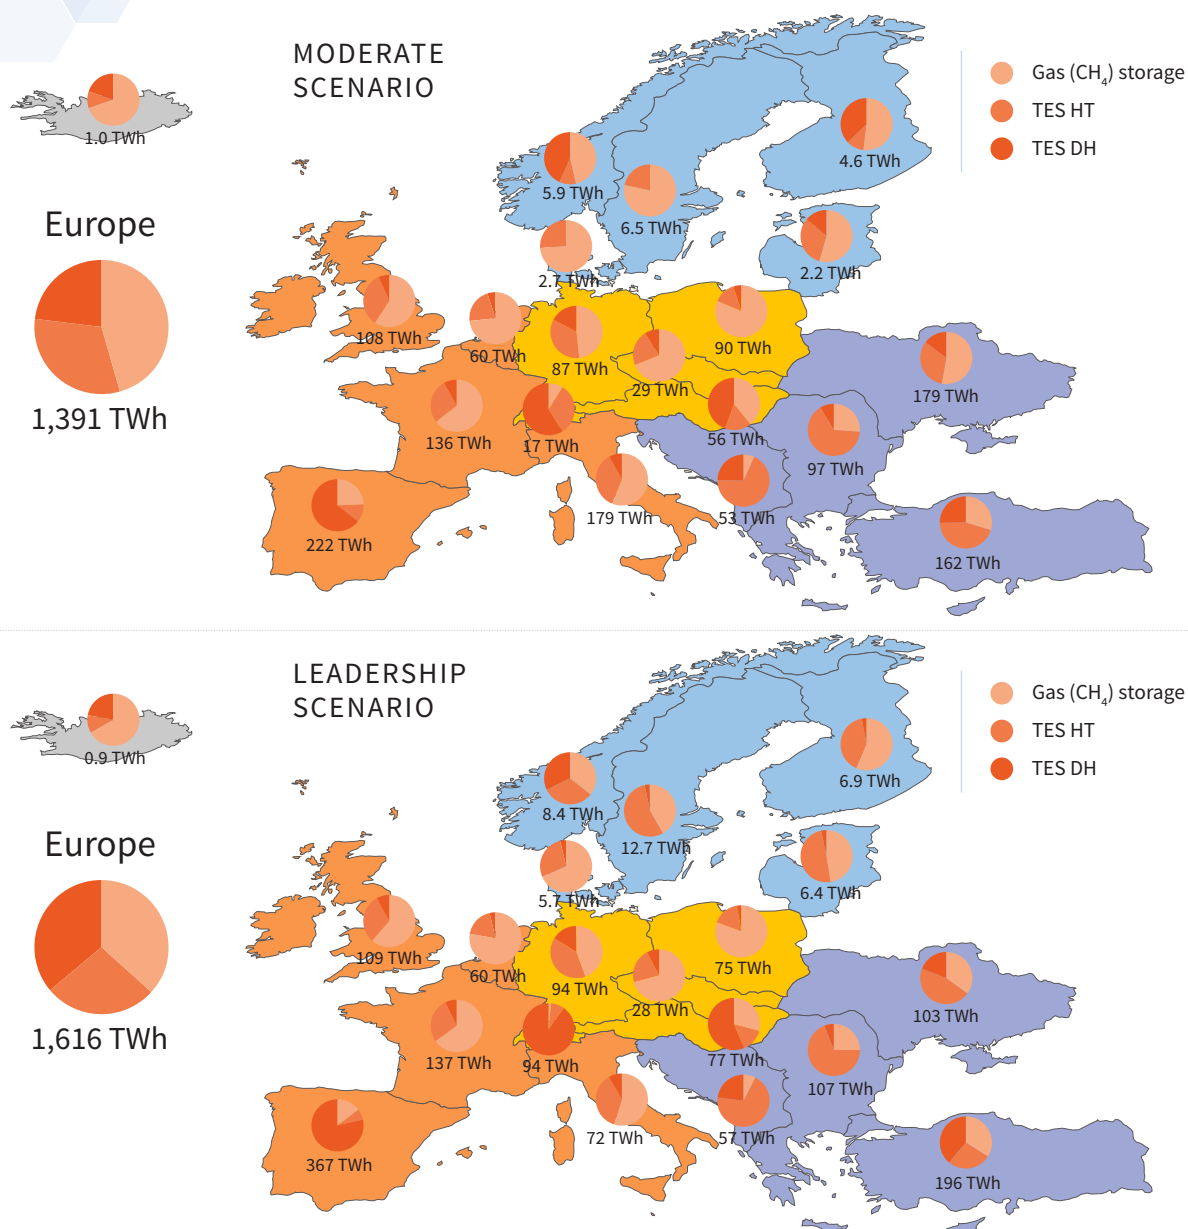 MODERATE
SCENARIO
Gas (CH₄) storage
TES HT
TES DH
1.0 TWh
4.6 TWh
5.9 TWh
6.5 TWh
Europe
2.2 TWh
2.7 TWh
108 TWh
60 TWh
87 TWh
90 TWh
29 TWh
179 TWh
1,391 TWh
136 TWh
17 TWh
56 TWh
97 TWh
179 TWh
53 TWh
222 TWh
162 TWh
LEADERSHIP
SCENARIO
Gas (CH₄) storage
TES HT
TES DH
0.9 TWh
6.9 TWh
8.4 TWh
12.7 TWh
Europe
6.4 TWh
5.7 TWh
109 TWh
60 TWh
94 TWh
75 TWh
28 TWh
103 TWh
1,616 TWh
137 TWh
94 TWh
77 TWh
107 TWh
72 TWh
57 TWh
367 TWh
196 TWh